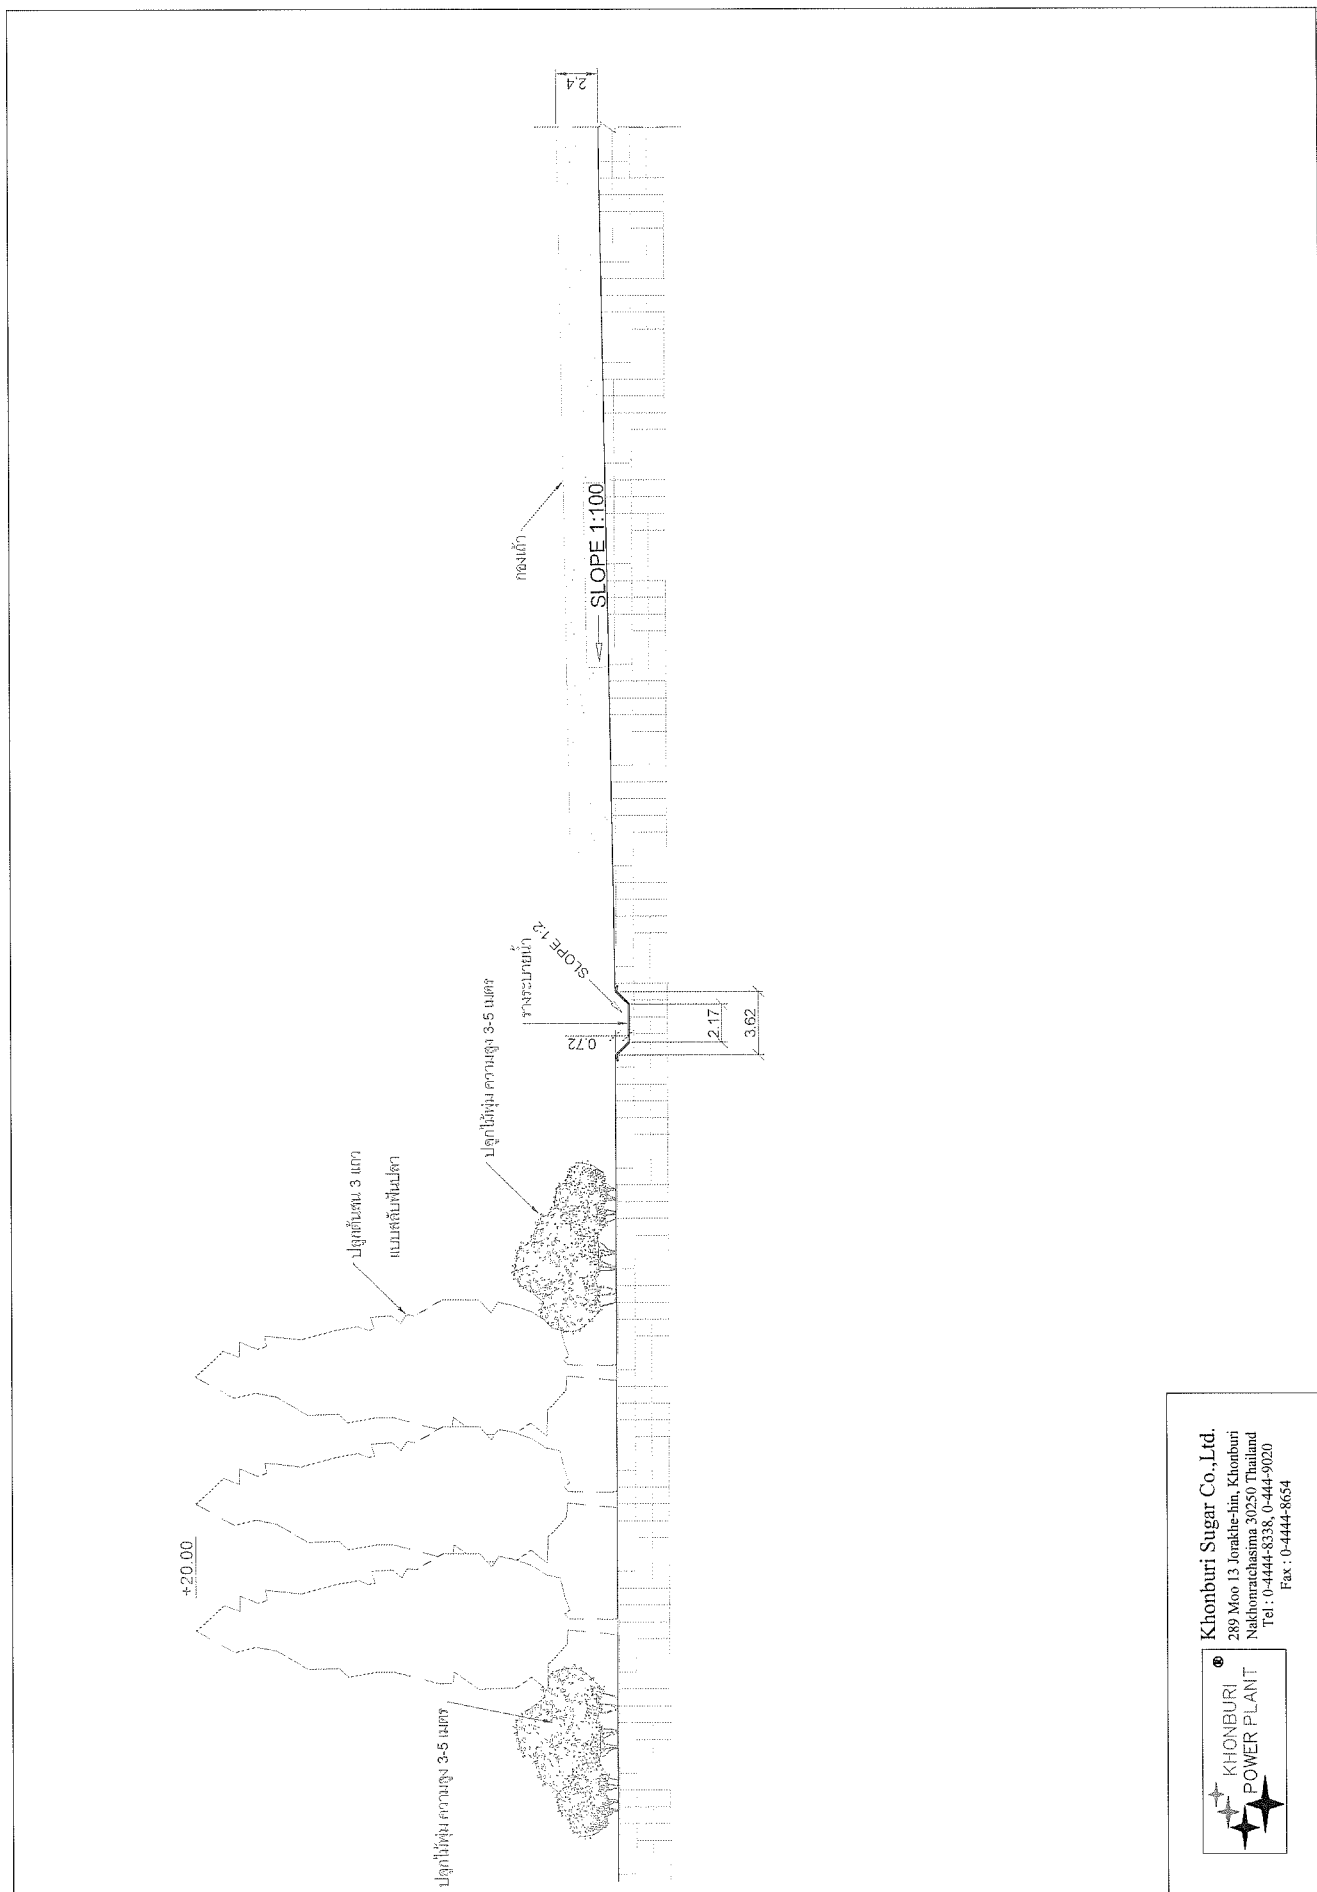 +20.00
ปลูกไม้พุ่ม ความสูง 3-5 เมตร
ปลูกต้นสน 3 แถว
แบบสลับฟันปลา
ปลูกไม้พุ่ม ความสูง 3-5 เมตร
รางระบายน้ำ
SLOPE 1:2
0.72
2.17
3.62
กองเถ้า
SLOPE 1:100
2.4
KHONBURI ®
POWER PLANT
Khonburi Sugar Co.,Ltd.
289 Moo 13 Jorakhe-hin, Khonburi
Nakhonratchasima 30250 Thailand
Tel : 0-4444-8338, 0-444-9020
Fax : 0-4444-8654